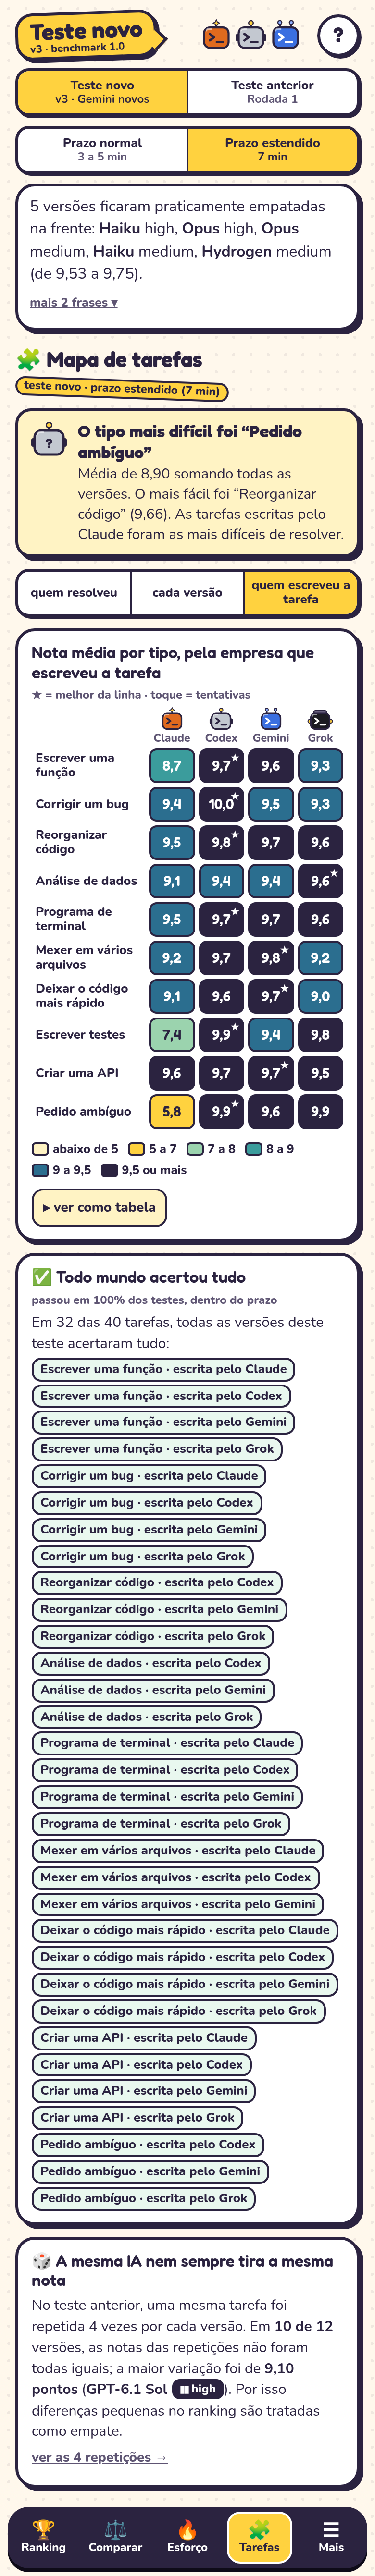 Teste novo
v3 · benchmark 1.0
?
Teste novo
v3 · Gemini novos
Teste anterior
Rodada 1
Prazo normal
3 a 5 min
Prazo estendido
7 min
5 versões ficaram praticamente empatadas
na frente: Haiku high, Opus high, Opus
medium, Haiku medium, Hydrogen medium
(de 9,53 a 9,75).
mais 2 frases ▾
Mapa de tarefas
teste novo · prazo estendido (7 min)
O tipo mais difícil foi “Pedido
ambíguo”
Média de 8,90 somando todas as
versões. O mais fácil foi “Reorganizar
código” (9,66). As tarefas escritas pelo
Claude foram as mais difíceis de resolver.
quem resolveu
cada versão
quem escreveu a
tarefa
Nota média por tipo, pela empresa que
escreveu a tarefa
★ = melhor da linha · toque = tentativas
Claude Codex Gemini Grok
Escrever uma
função
8,7 9,7★ 9,6 9,3
Corrigir um bug 9,4 10,0★ 9,5 9,3
Reorganizar
código
9,5 9,8★ 9,7 9,6
Análise de dados 9,1 9,4 9,4 9,6★
Programa de
terminal
9,5 9,7★ 9,7 9,6
Mexer em vários
arquivos
9,2 9,7 9,8★ 9,2
Deixar o código
mais rápido
9,1 9,6 9,7★ 9,0
Escrever testes 7,4 9,9★ 9,4 9,8
Criar uma API 9,6 9,7 9,7★ 9,5
Pedido ambíguo 5,8 9,9★ 9,6 9,9
abaixo de 5 5 a 7 7 a 8 8 a 9
9 a 9,5 9,5 ou mais
▸ ver como tabela
Todo mundo acertou tudo
passou em 100% dos testes, dentro do prazo
Em 32 das 40 tarefas, todas as versões deste
teste acertaram tudo:
Escrever uma função · escrita pelo Claude
Escrever uma função · escrita pelo Codex
Escrever uma função · escrita pelo Gemini
Escrever uma função · escrita pelo Grok
Corrigir um bug · escrita pelo Claude
Corrigir um bug · escrita pelo Codex
Corrigir um bug · escrita pelo Gemini
Corrigir um bug · escrita pelo Grok
Reorganizar código · escrita pelo Codex
Reorganizar código · escrita pelo Gemini
Reorganizar código · escrita pelo Grok
Análise de dados · escrita pelo Codex
Análise de dados · escrita pelo Gemini
Análise de dados · escrita pelo Grok
Programa de terminal · escrita pelo Claude
Programa de terminal · escrita pelo Codex
Programa de terminal · escrita pelo Gemini
Programa de terminal · escrita pelo Grok
Mexer em vários arquivos · escrita pelo Claude
Mexer em vários arquivos · escrita pelo Codex
Mexer em vários arquivos · escrita pelo Gemini
Deixar o código mais rápido · escrita pelo Claude
Deixar o código mais rápido · escrita pelo Codex
Deixar o código mais rápido · escrita pelo Gemini
Deixar o código mais rápido · escrita pelo Grok
Criar uma API · escrita pelo Claude
Criar uma API · escrita pelo Codex
Criar uma API · escrita pelo Gemini
Criar uma API · escrita pelo Grok
Pedido ambíguo · escrita pelo Codex
Pedido ambíguo · escrita pelo Gemini
Pedido ambíguo · escrita pelo Grok
A mesma IA nem sempre tira a mesma
nota
No teste anterior, uma mesma tarefa foi
repetida 4 vezes por cada versão. Em 10 de 12
versões, as notas das repetições não foram
todas iguais; a maior variação foi de 9,10
pontos (GPT-6.1 Sol high). Por isso
diferenças pequenas no ranking são tratadas
como empate.
ver as 4 repetições →
Ranking Comparar Esforço Tarefas Mais